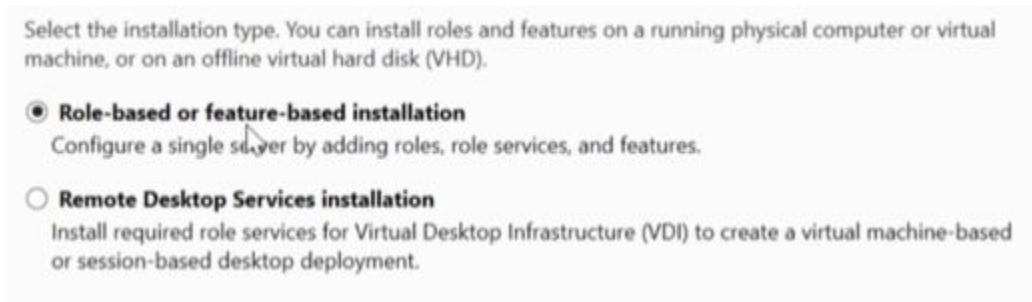 Select the installation type. You can install roles and features on a running physical computer or virtual
machine, or on an offline virtual hard disk (VHD).
Role-based or feature-based installation
Configure a single server by adding roles, role services, and features.
Remote Desktop Services installation
Install required role services for Virtual Desktop Infrastructure (VDI) to create a virtual machine-based
or session-based desktop deployment.